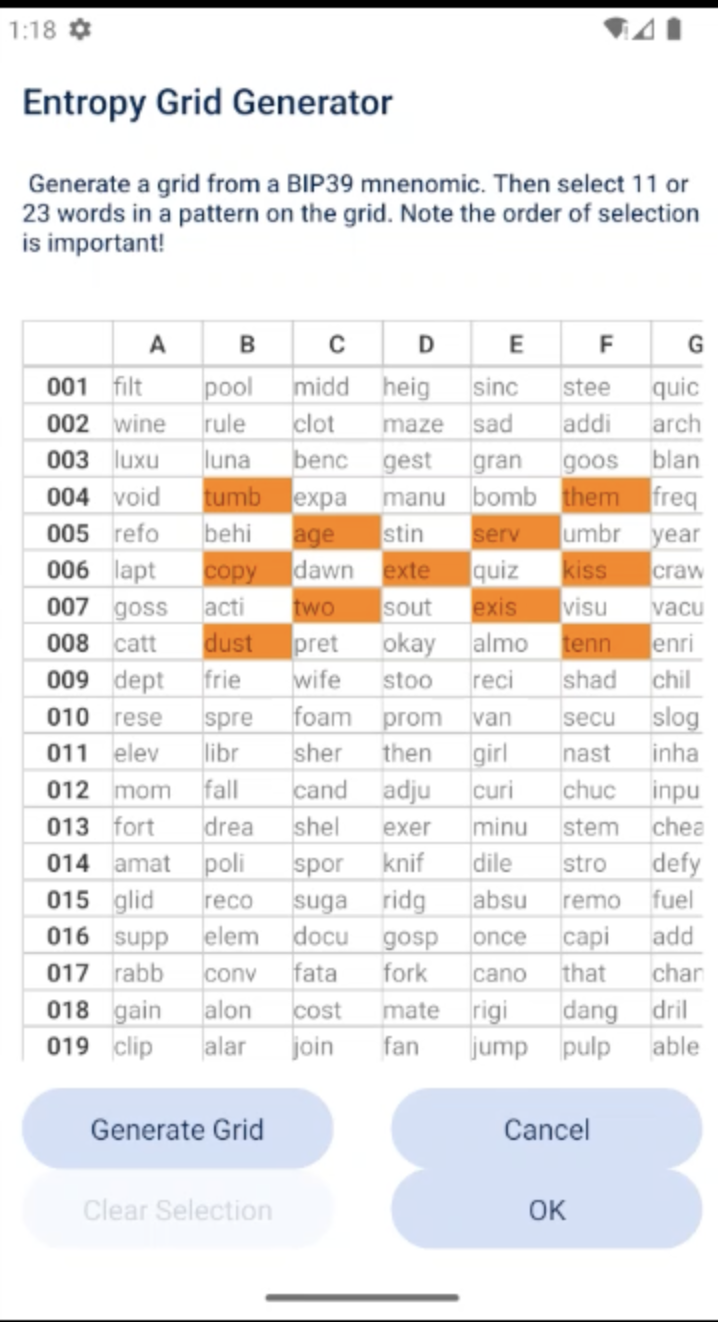 1:18
Entropy Grid Generator
Generate a grid from a BIP39 mnenomic. Then select 11 or
23 words in a pattern on the grid. Note the order of selection
is important!
A B C D E F G
001 filt pool midd heig sinc stee quic
002 wine rule clot maze sad addi arch
003 luxu luna benc gest gran goos blan
004 void tumb expa manu bomb them freq
005 refo behi age stin serv umbr year
006 lapt copy dawn exte quiz kiss craw
007 goss acti two sout exis visu vacu
008 catt dust pret okay almo tenn enri
009 dept frie wife stoo reci shad chil
010 rese spre foam prom van secu slog
011 elev libr sher then girl nast inha
012 mom fall cand adju curi chuc inpu
013 fort drea shel exer minu stem chea
014 amat poli spor knif dile stro defy
015 glid reco suga ridg absu remo fuel
016 supp elem docu gosp once capi add
017 rabb conv fata fork cano that char
018 gain alon cost mate rigi dang dril
019 clip alar join fan jump pulp able
Generate Grid Cancel
Clear Selection OK